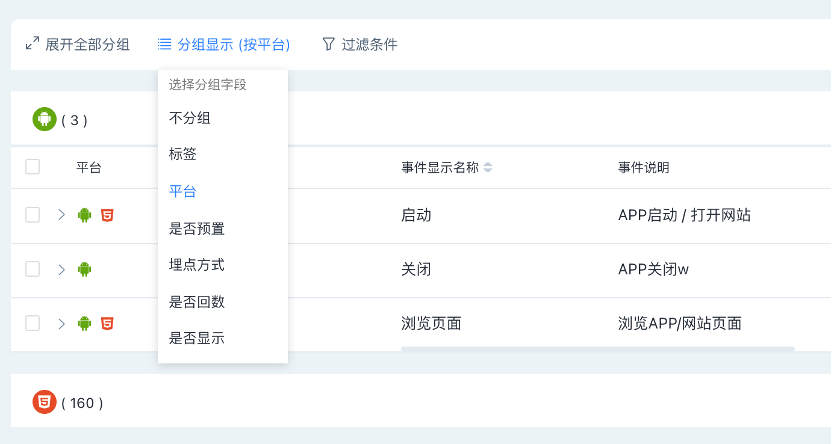 展开全部分组 分组显示 (按平台) 过滤条件
选择分组字段
不分组
标签
平台
是否预置
埋点方式
是否回数
是否显示
( 3 )
平台 事件显示名称 事件说明
启动 APP启动 / 打开网站
关闭 APP关闭w
浏览页面 浏览APP/网站页面
( 160 )